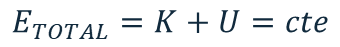 E_TOTAL = K + U = cte